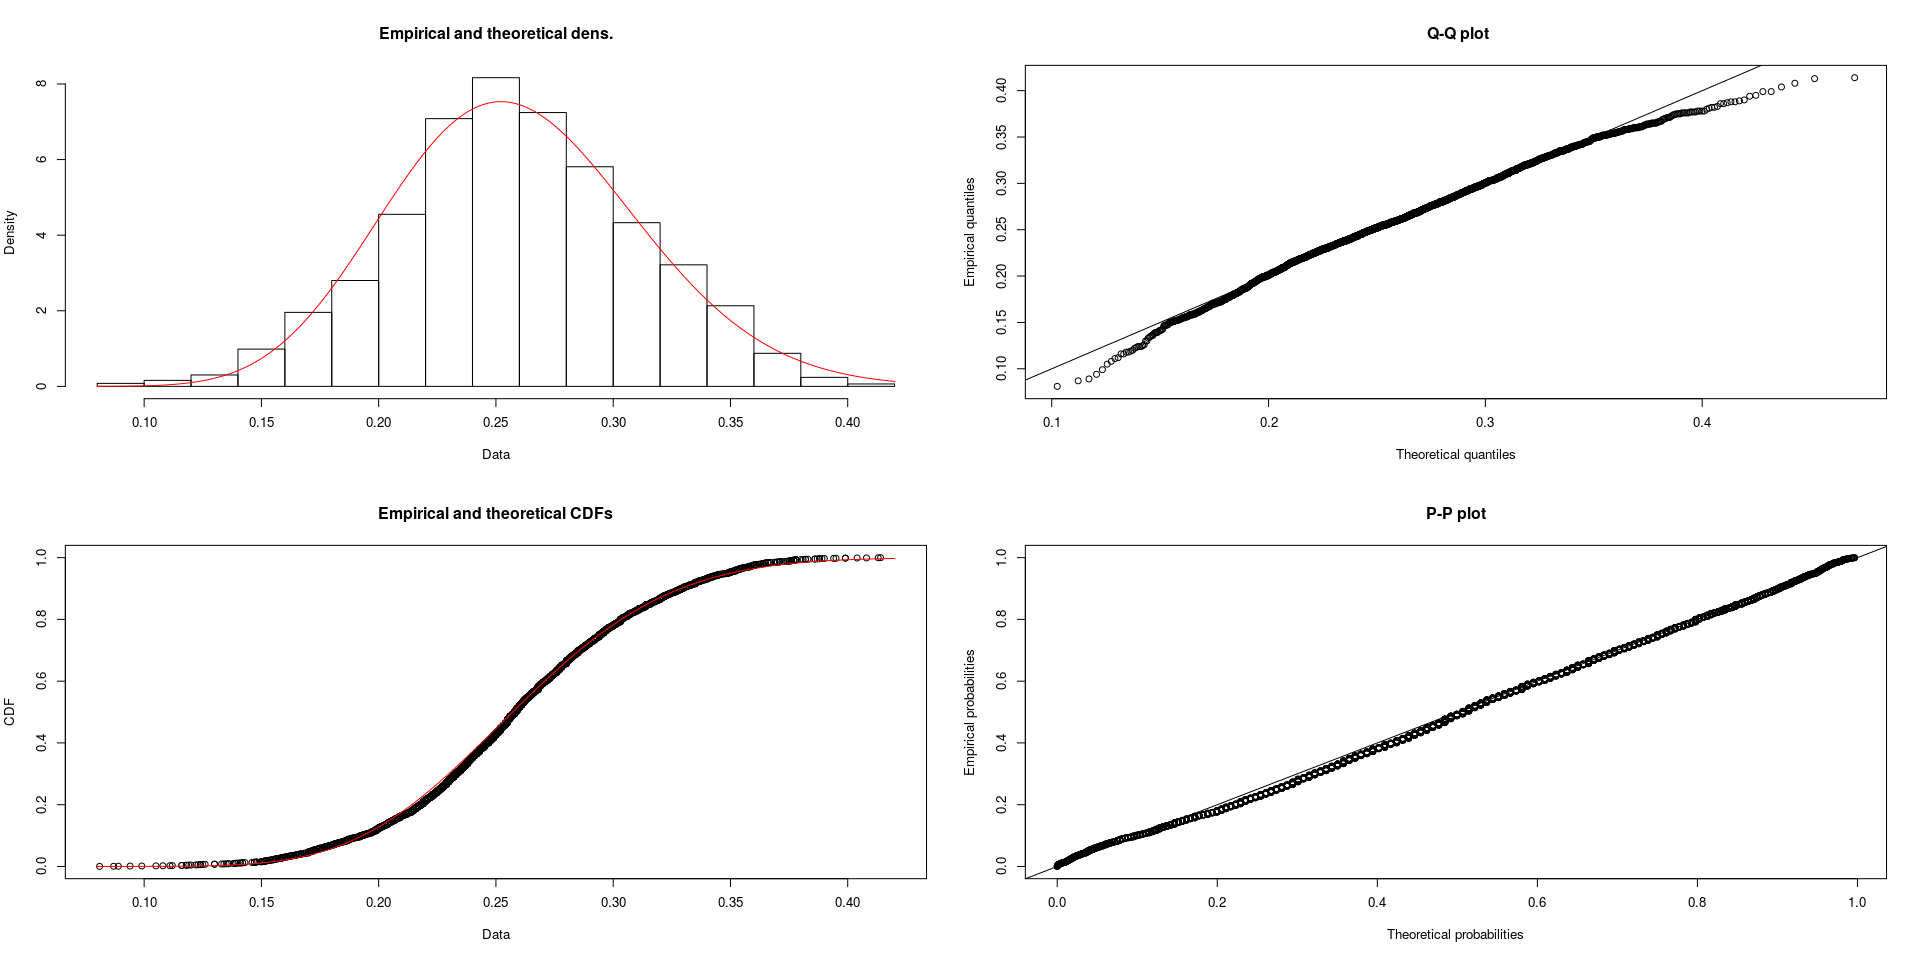 Empirical and theoretical dens.
Density
0 2 4 6 8
0.10 0.15 0.20 0.25 0.30 0.35 0.40
Data
Q-Q plot
Empirical quantiles
0.10 0.15 0.20 0.25 0.30 0.35 0.40
0.1 0.2 0.3 0.4
Theoretical quantiles
Empirical and theoretical CDFs
CDF
0.0 0.2 0.4 0.6 0.8 1.0
0.10 0.15 0.20 0.25 0.30 0.35 0.40
Data
P-P plot
Empirical probabilities
0.0 0.2 0.4 0.6 0.8 1.0
0.0 0.2 0.4 0.6 0.8 1.0
Theoretical probabilities